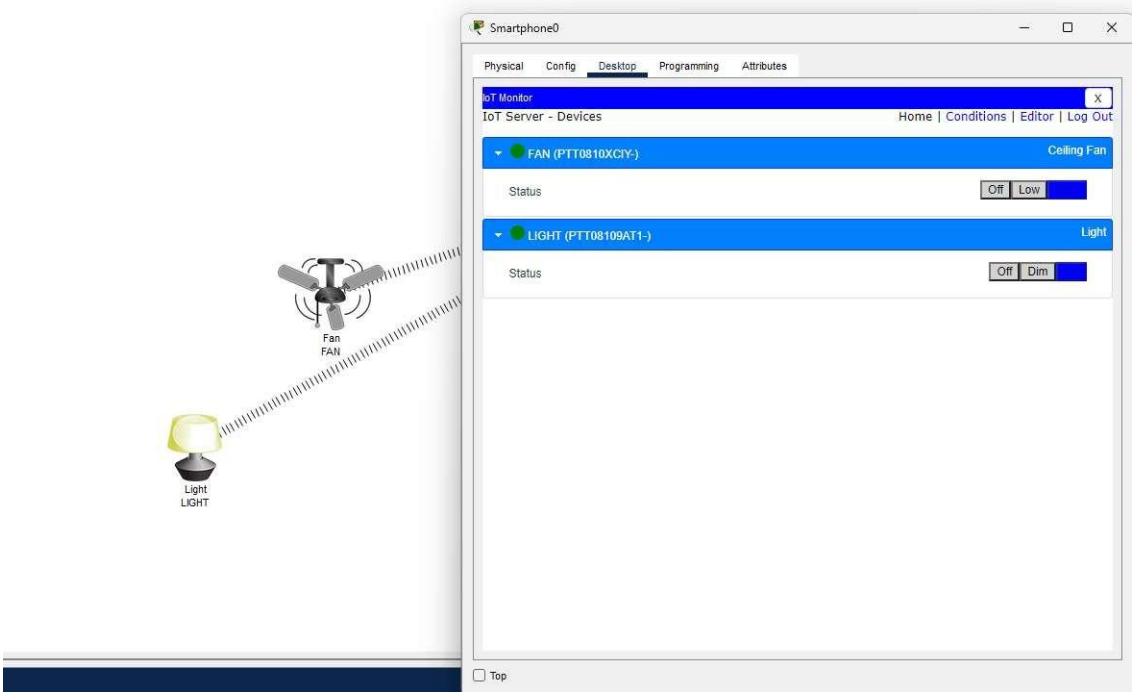 Smartphone0
Physical Config Desktop Programming Attributes
IoT Monitor X
IoT Server - Devices Home | Conditions | Editor | Log Out
FAN (PTT0810XCIY-) Ceiling Fan
Status Off Low
LIGHT (PTT08109AT1-) Light
Status Off Dim
Fan
FAN
Light
LIGHT
Top